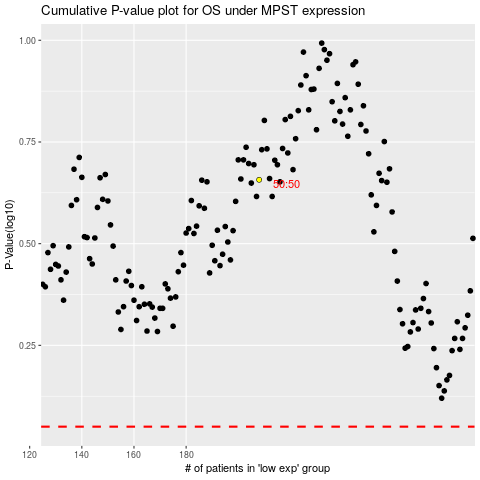 Cumulative P-value plot for OS under MPST expression
1.00
0.75
0.50
0.25
P-Value(log10)
50:50
120 140 160 180
# of patients in 'low exp' group